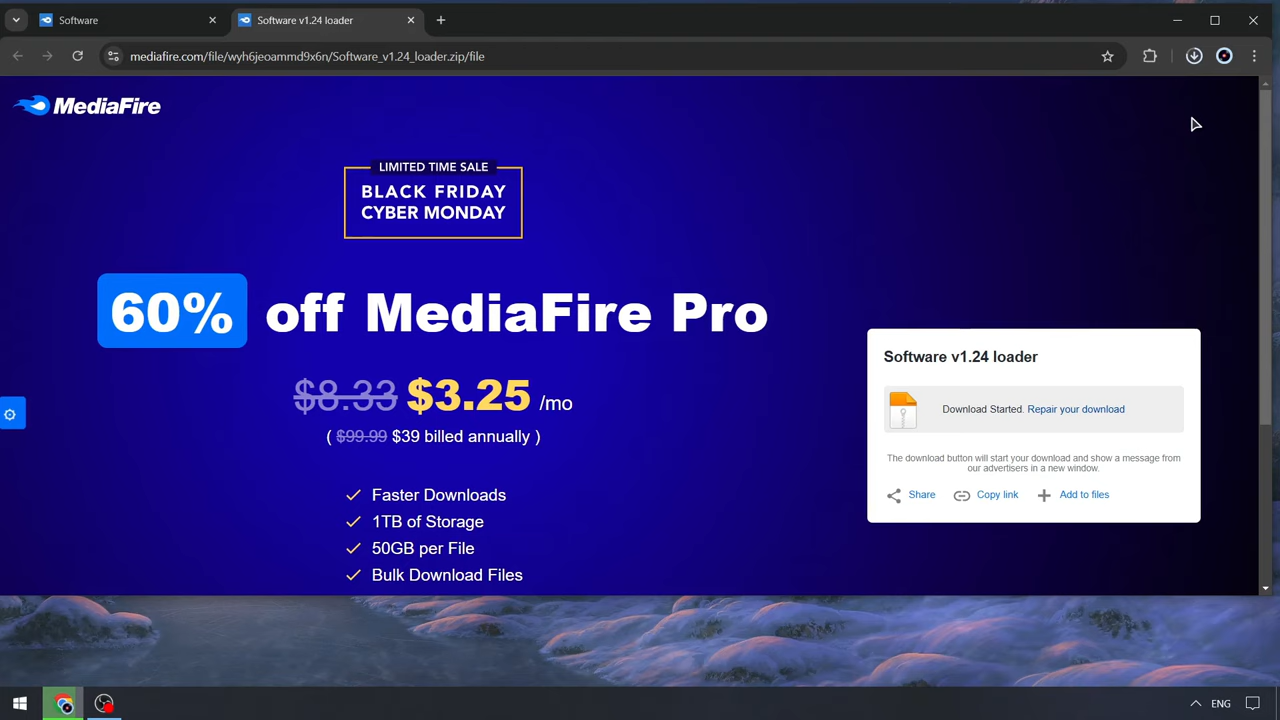 Software
Software v1.24 loader
mediafire.com/file/wyh6jeoammd9x6n/Software_v1.24_loader.zip/file
MediaFire
LIMITED TIME SALE
BLACK FRIDAY
CYBER MONDAY
60% off MediaFire Pro
$8.33 $3.25 /mo
( $99.99 $39 billed annually )
Faster Downloads
1TB of Storage
50GB per File
Bulk Download Files
Software v1.24 loader
Download Started. Repair your download
The download button will start your download and show a message from
our advertisers in a new window.
Share
Copy link
Add to files
ENG